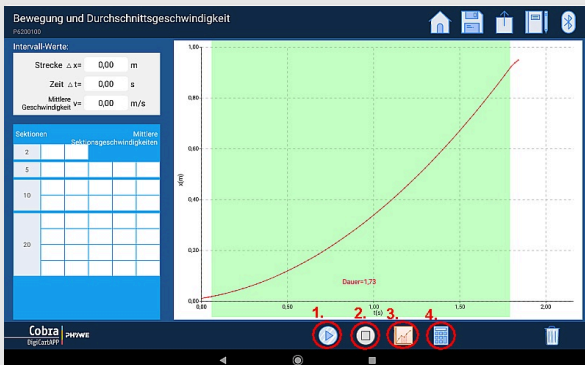 Bewegung und Durchschnittsgeschwindigkeit
P6200100
Intervall-Werte:
Strecke △ x= 0,00 m
Zeit △ t= 0,00 s
Mittlere
Geschwindigkeit v= 0,00 m/s
Sektionen Mittlere
Sektionsgeschwindigkeiten
2
5
10
20
1,00
0,80
0,60
x(m)
0,40
0,20
Dauer=1,73
0,00
0,00 0,50 1,00 1,50 2,00
t(s)
1. 2. 3. 4.
Cobra PHYWE
DigiCartAPP